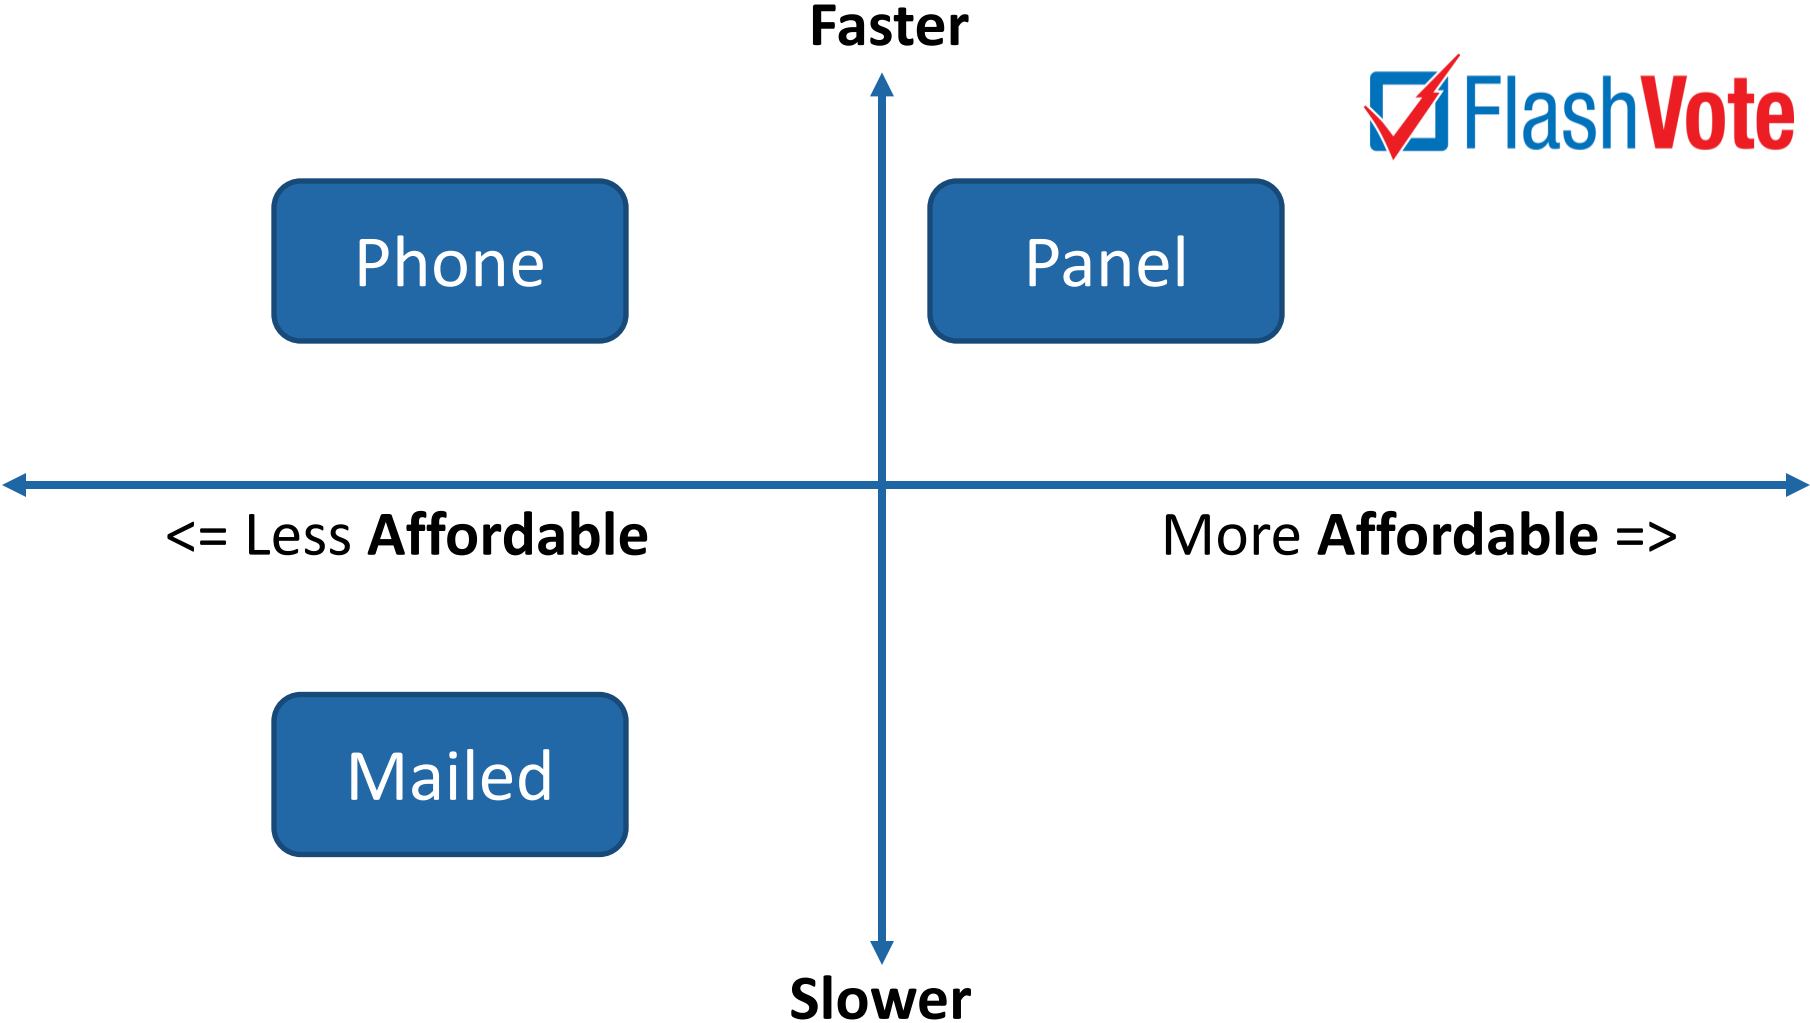 Faster
FlashVote
Phone
Panel
<= Less Affordable
More Affordable =>
Mailed
Slower